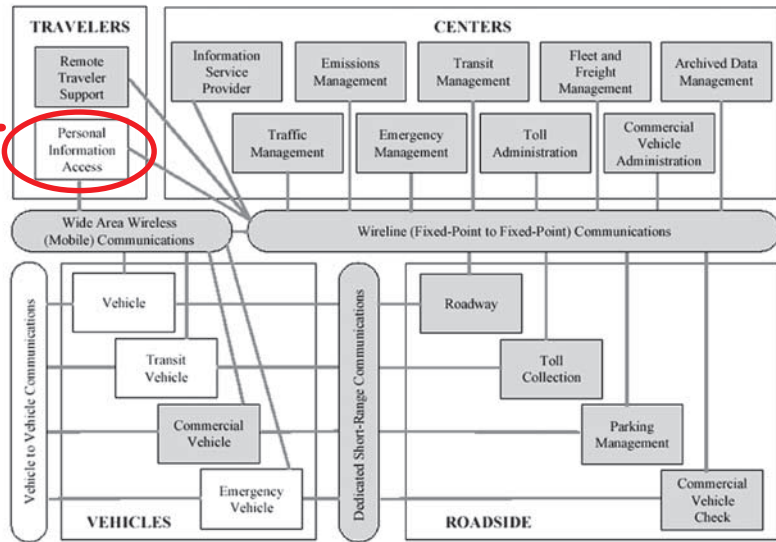 TRAVELERS
Remote
Traveler
Support
Personal
Information
Access
CENTERS
Information
Service
Provider
Emissions
Management
Transit
Management
Fleet and
Freight
Management
Archived Data
Management
Traffic
Management
Emergency
Management
Toll
Administration
Commercial
Vehicle
Administration
Wide Area Wireless
(Mobile) Communications
Wireline (Fixed-Point to Fixed-Point) Communications
Vehicle to Vehicle Communications
Vehicle
Transit
Vehicle
Commercial
Vehicle
Emergency
Vehicle
VEHICLES
Dedicated Short-Range Communications
Roadway
Toll
Collection
Parking
Management
Commercial
Vehicle
Check
ROADSIDE